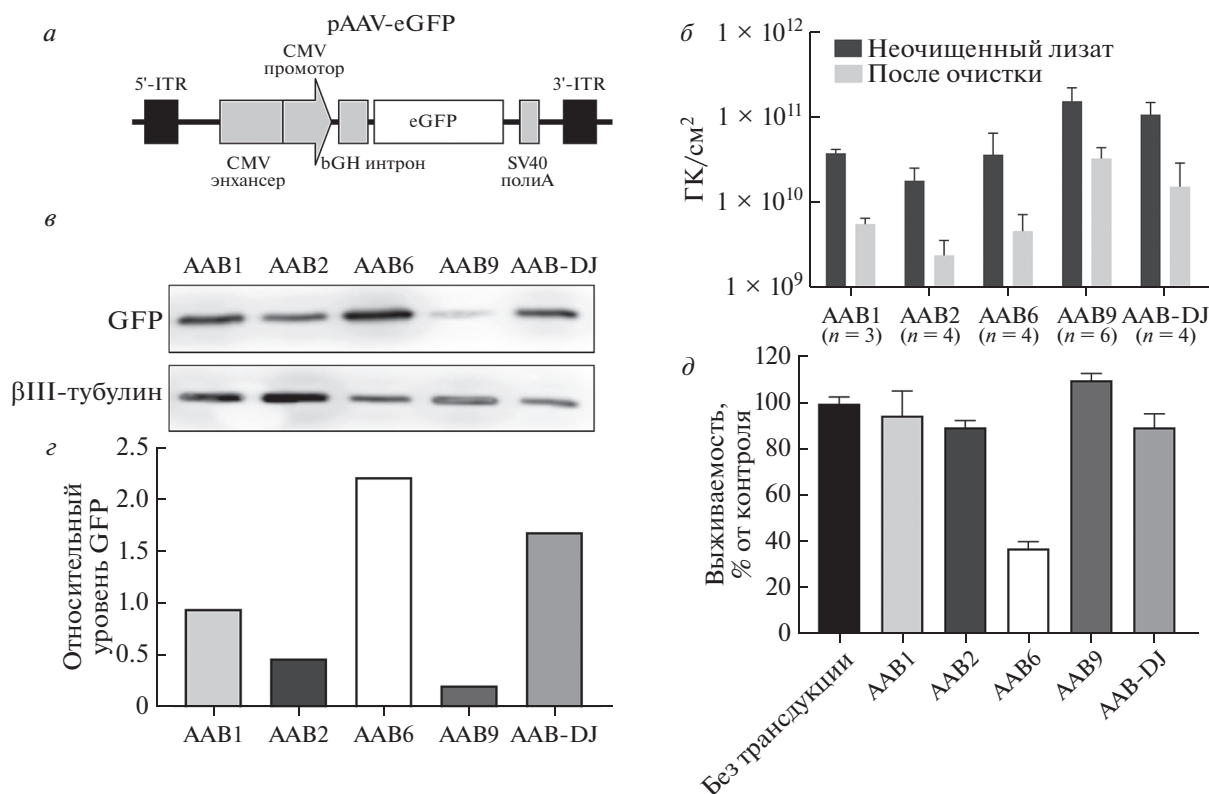 а
pAAV-eGFP
CMV
промотор
5'-ITR
3'-ITR
eGFP
CMV
энхансер
bGH интрон
SV40
полиА
б
1 × 10¹²
1 × 10¹¹
1 × 10¹⁰
1 × 10⁹
ГК/см²
Неочищенный лизат
После очистки
ААВ1
(n = 3)
ААВ2
(n = 4)
ААВ6
(n = 4)
ААВ9
(n = 6)
ААВ-DJ
(n = 4)
в
ААВ1 ААВ2 ААВ6 ААВ9 ААВ-DJ
GFP
βIII-тубулин
г
Относительный
уровень GFP
2.5
2.0
1.5
1.0
0.5
0
ААВ1 ААВ2 ААВ6 ААВ9 ААВ-DJ
д
Выживаемость,
% от контроля
120
100
80
60
40
20
0
Без трансдукции
ААВ1
ААВ2
ААВ6
ААВ9
ААВ-DJ